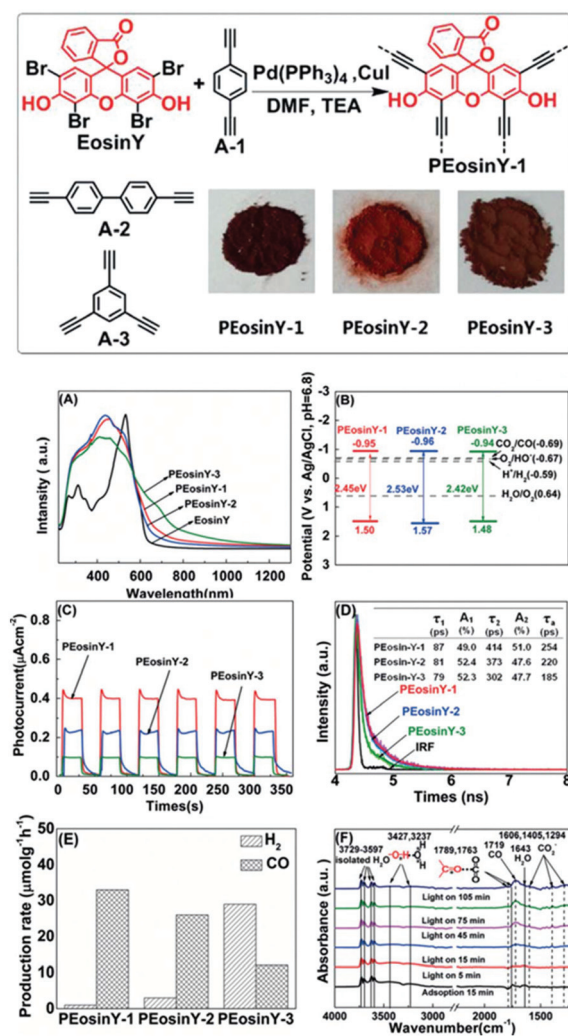 O
O
Br
Br
HO
O
OH
Br
Br
EosinY
+
A-1
Pd(PPh3)4 ,CuI
DMF, TEA
O
O
HO
O
OH
PEosinY-1
A-2
A-3
PEosinY-1
PEosinY-2
PEosinY-3
(A)
Intensity ( a.u.)
PEosinY-3
PEosinY-1
PEosinY-2
EosinY
400 600 800 1000 1200
Wavelength(nm)
(B)
Potential (V vs. Ag/AgCl, pH=6.8)
-3
-2
-1
0
1
2
3
PEosinY-1 PEosinY-2 PEosinY-3
-0.95 -0.96 -0.94
CO2/CO(-0.69)
O2/HO·(-0.67)
H+/H2(-0.59)
H2O/O2(0.64)
2.45eV 2.53eV 2.42eV
1.50 1.57 1.48
(C)
Photocurrent(μAcm-2)
0.8
0.6
0.4
0.2
0.0
PEosinY-1
PEosinY-2
PEosinY-3
0 50 100 150 200 250 300 350
Times(s)
(D)
Intensity (a.u.)
τ1 A1 τ2 A2 τa
(ps) (%) (ps) (%) (ps)
PEosin-Y-1 87 49.0 414 51.0 254
PEosin-Y-2 81 52.4 373 47.6 220
PEosin-Y-3 79 52.3 302 47.7 185
PEosinY-1
PEosinY-2
PEosinY-3
IRF
4 5 6 7 8
Times (ns)
(E)
Production rate (μmolg-1h-1)
50
40
30
20
10
0
H2
CO
PEosinY-1 PEosinY-2 PEosinY-3
(F)
Absorbance (a.u.)
3729-3597
isolated H2O
3427,3237
1789,1763
1719
CO
1606,1405,1294
1643
H2O
CO2-
Light on 105 min
Light on 75 min
Light on 45 min
Light on 15 min
Light on 5 min
Adsoption 15 min
4000 3500 3000 1600 1200
Wavenumber(cm-1)